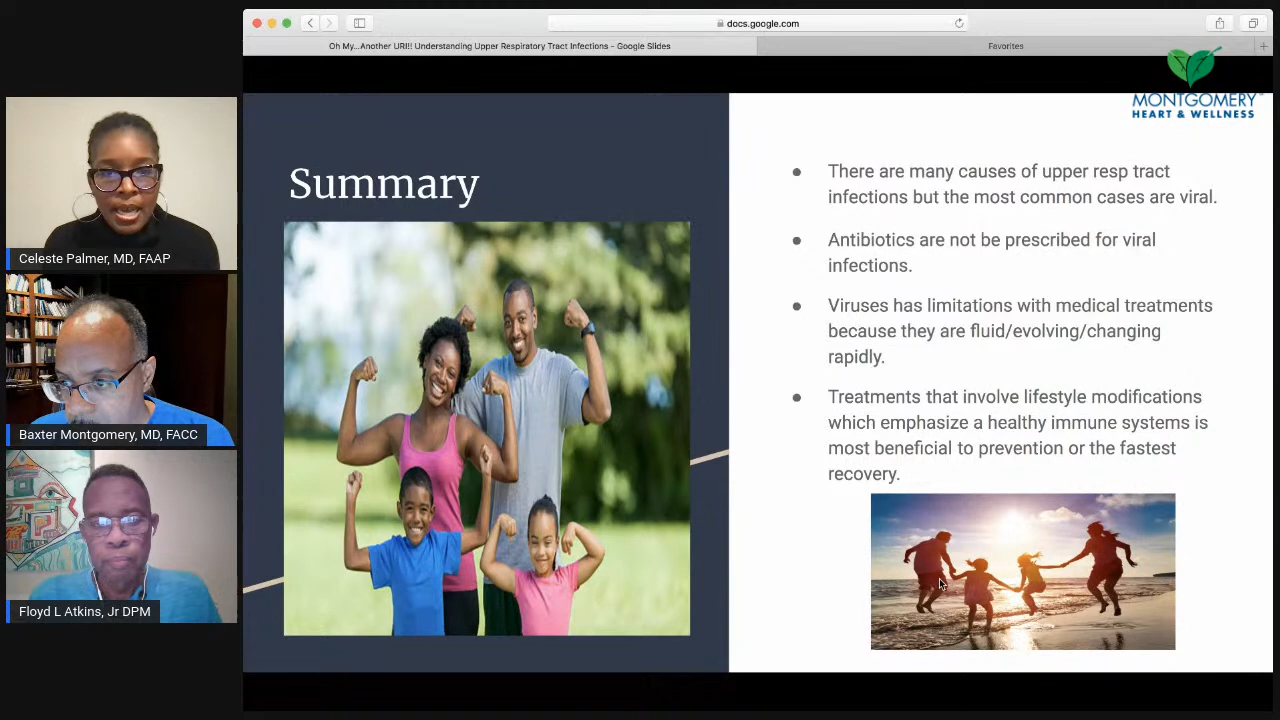 docs.google.com
Oh My...Another URI!! Understanding Upper Respiratory Tract Infections - Google Slides
Favorites
MONTGOMERY
HEART & WELLNESS
Celeste Palmer, MD, FAAP
Baxter Montgomery, MD, FACC
Floyd L Atkins, Jr DPM
Summary
There are many causes of upper resp tract
infections but the most common cases are viral.
Antibiotics are not be prescribed for viral
infections.
Viruses has limitations with medical treatments
because they are fluid/evolving/changing
rapidly.
Treatments that involve lifestyle modifications
which emphasize a healthy immune systems is
most beneficial to prevention or the fastest
recovery.